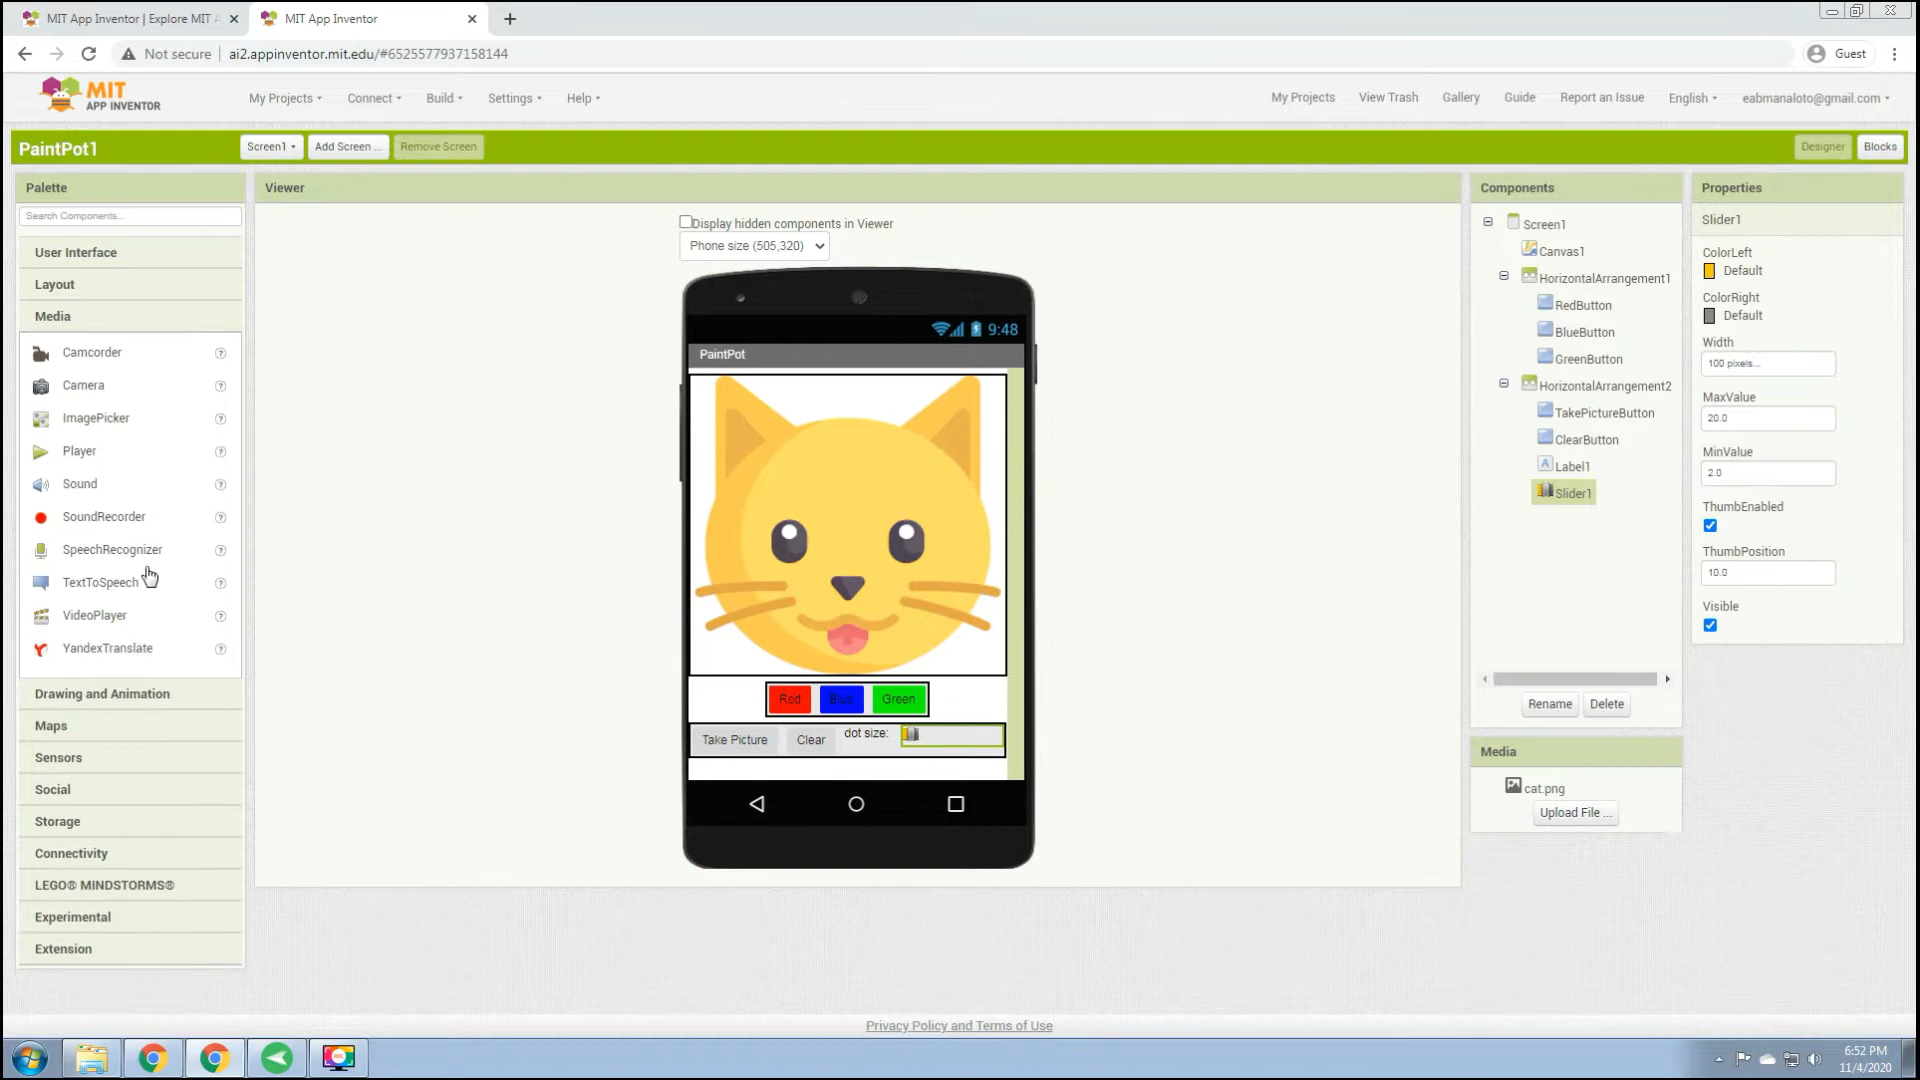 MIT App Inventor | Explore MIT A
MIT App Inventor
Not secure
ai2.appinventor.mit.edu/#6525577937158144
Guest
MIT
APP INVENTOR
My Projects
Connect
Build
Settings
Help
My Projects
View Trash
Gallery
Guide
Report an Issue
English
eabmanaloto@gmail.com
PaintPot1
Screen1
Add Screen ...
Remove Screen
Designer
Blocks
Palette
Search Components...
User Interface
Layout
Media
Camcorder
?
Camera
?
ImagePicker
?
Player
?
Sound
?
SoundRecorder
?
SpeechRecognizer
?
TextToSpeech
?
VideoPlayer
?
YandexTranslate
?
Drawing and Animation
Maps
Sensors
Social
Storage
Connectivity
LEGO® MINDSTORMS®
Experimental
Extension
Viewer
Display hidden components in Viewer
Phone size (505,320)
9:48
PaintPot
Red
Blue
Green
Take Picture
Clear
dot size:
Components
Screen1
Canvas1
HorizontalArrangement1
RedButton
BlueButton
GreenButton
HorizontalArrangement2
TakePictureButton
ClearButton
A
Label1
Slider1
Rename
Delete
Media
cat.png
Upload File ...
Properties
Slider1
ColorLeft
Default
ColorRight
Default
Width
100 pixels...
MaxValue
20.0
MinValue
2.0
ThumbEnabled
ThumbPosition
10.0
Visible
Privacy Policy and Terms of Use
6:52 PM
11/4/2020